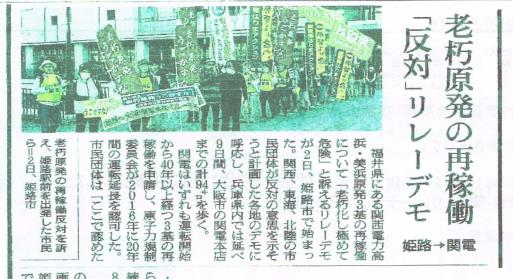 老朽原発の再稼働
「反対」リレーデモ
姫路→関電
福井県にある関西電力高
浜・美浜原発3基の再稼働
について「老朽化し極めて
危険」と訴えるリレーデモ
が2日、姫路市で始まっ
た。関西、東海、北陸の市
民団体が反対の意思を示そ
うと計画した各地のデモに
呼応し、兵庫県内では延べ
9日間、大阪市の関電本店
までの計94㌔を歩く。
関電はいずれも運転開始
から40年以上経つ3基の再
稼働を申請し、原子力規制
委員会が2016年に20年
間の運転延長を認可した。
市民団体は「ここで認めた
老朽原発の再稼働反対を訴
え、姫路駅前を出発した市民
ら＝2日、姫路市